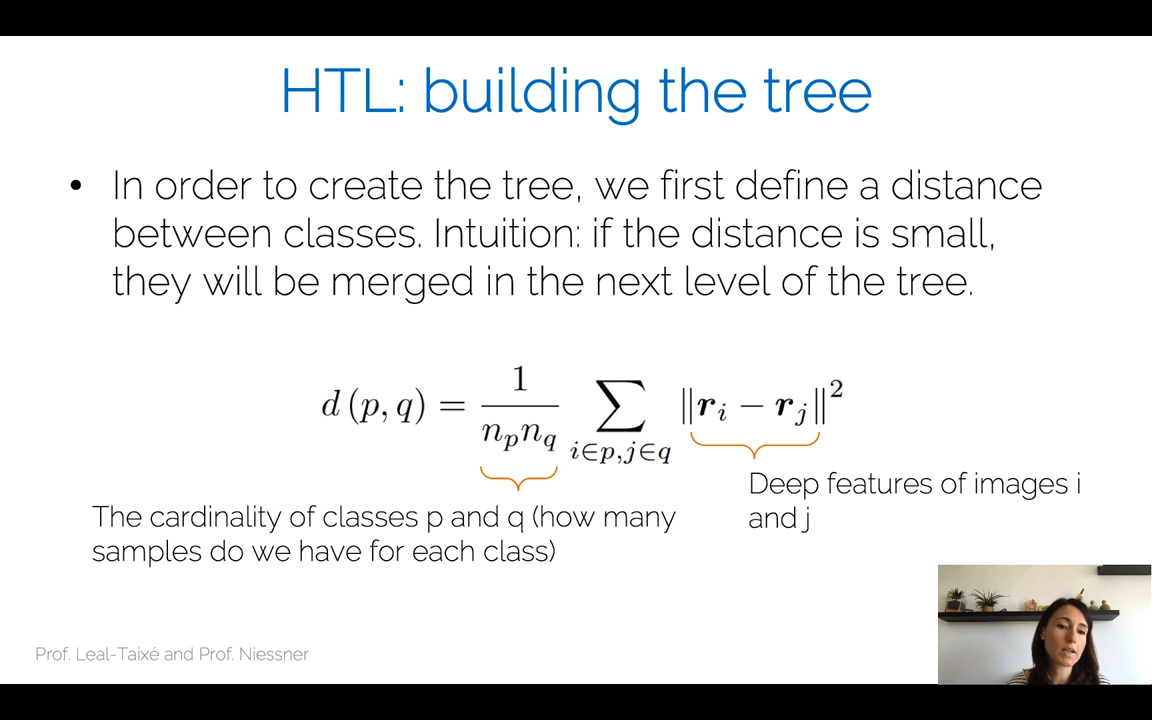 HTL: building the tree
• In order to create the tree, we first define a distance
between classes. Intuition: if the distance is small,
they will be merged in the next level of the tree.
d (p, q) = \frac{1}{n_p n_q} \sum_{i∈p,j∈q} ‖r_i − r_j‖^2
Deep features of images i
and j
The cardinality of classes p and q (how many
samples do we have for each class)
Prof. Leal-Taixé and Prof. Niessner